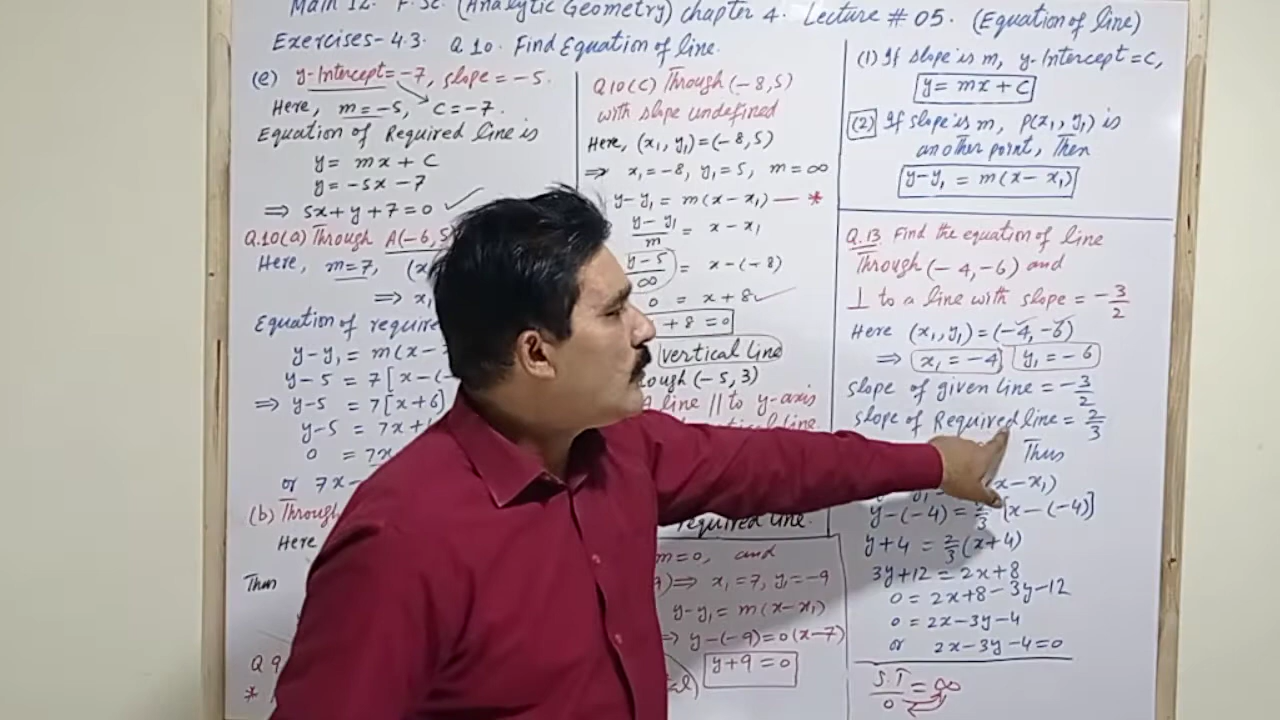 Math 12. F.Sc. (Analytic Geometry) chapter 4. Lecture # 05. (Equation of line)
Exercises-4.3. Q 10. Find Equation of line.
(e) y-Intercept = -7, slope = -5.
Here, m = -5, C = -7.
Equation of Required line is
y = mx + C
y = -5x - 7
⇒ 5x + y + 7 = 0 ✓
Q.10(a) Through A(-6, 5
Here, m = 7,
⇒ x₁
Equation of require
y - y₁ = m(x -
y - 5 = 7[x - (-
⇒ y - 5 = 7[x + 6]
y - 5 = 7x +
0 = 7x
or 7x -
(b) Through
Here
Thus
Q 9
*
Q10(C) Through (-8, 5)
with slope undefined
Here, (x₁, y₁) = (-8, 5)
⇒ x₁ = -8, y₁ = 5, m = ∞
y - y₁ = m(x - x₁) — *
y - y₁ / m = x - x₁
y - 5 / ∞ = x - (-8)
0 = x + 8 ✓
+ 8 = 0
vertical line
ough (-5, 3)
A line || to y-axis
line
required line.
m = 0, and
9) ⇒ x₁ = 7, y₁ = -9
y - y₁ = m(x - x₁)
⇒ y - (-9) = 0(x - 7)
y + 9 = 0
(1) If slope is m, y-Intercept = C,
y = mx + C
(2) If slope is m, P(x₁, y₁) is
another point, Then
y - y₁ = m(x - x₁)
Q.13. Find the equation of line
Through (-4, -6) and
⊥ to a line with slope = -3/2
Here (x₁, y₁) = (-4, -6)
⇒ x₁ = -4, y₁ = -6
slope of given line = -3/2
slope of Required line = 2/3
Thus
(x - x₁)
y - (-4) = 2/3 [x - (-4)]
y + 4 = 2/3 (x + 4)
3y + 12 = 2x + 8
0 = 2x + 8 - 3y - 12
0 = 2x - 3y - 4
or 2x - 3y - 4 = 0
S.T / 0 = ∞